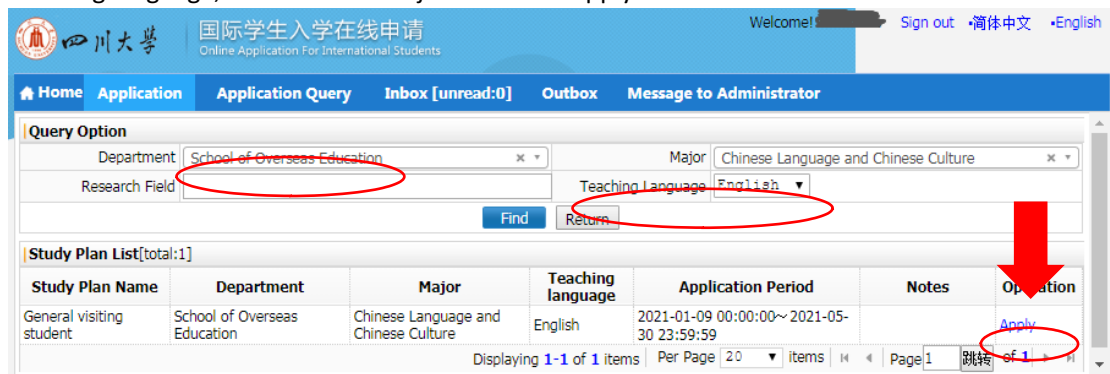 Welcome! Sign out •简体中文 •English
四川大学 国际学生入学在线申请
Online Application For International Students
Home Application Application Query Inbox [unread:0] Outbox Message to Administrator
Query Option
Department School of Overseas Education Major Chinese Language and Chinese Culture
Research Field Teaching Language English
Find Return
Study Plan List[total:1]
Study Plan Name Department Major Teaching language Application Period Notes Operation
General visiting student School of Overseas Education Chinese Language and Chinese Culture English 2021-01-09 00:00:00~2021-05-30 23:59:59 Apply
Displaying 1-1 of 1 items Per Page 20 items Page 1 跳转 of 1